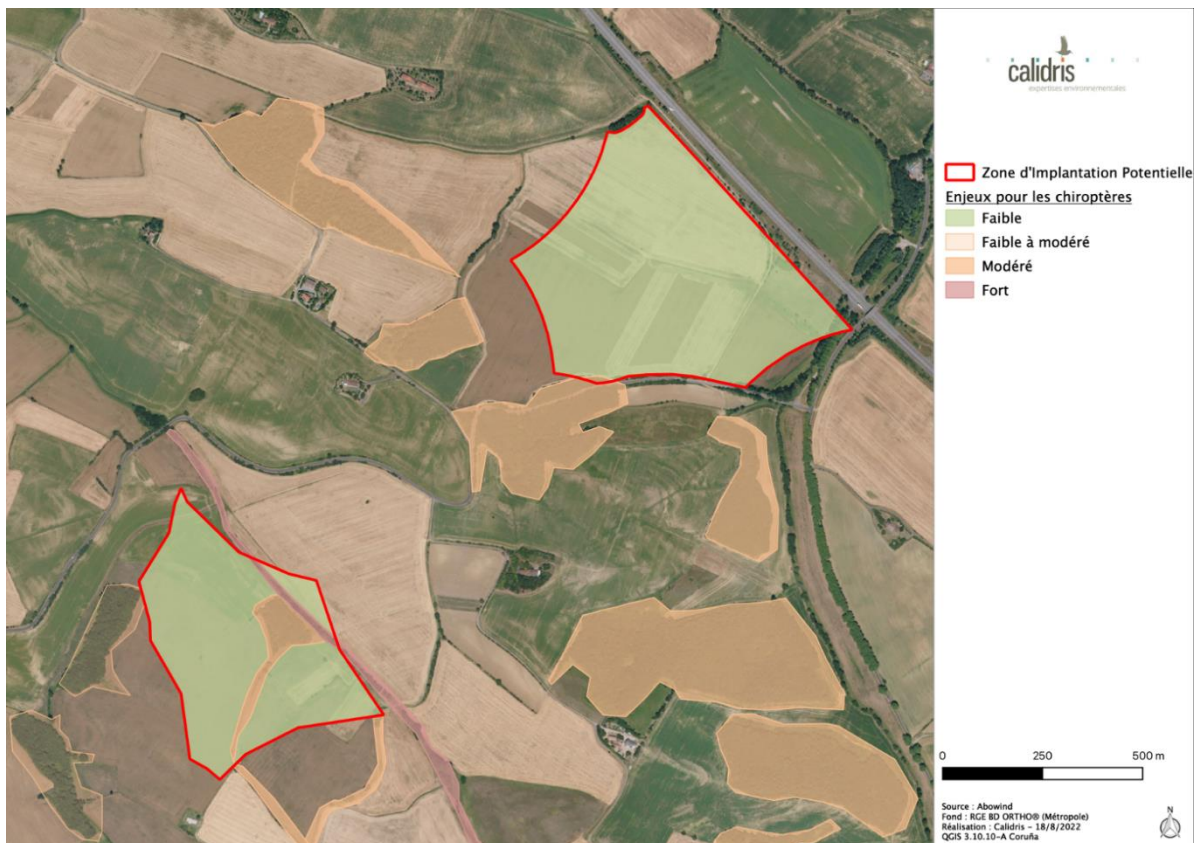 calidris
expertises environnementales
Zone d'Implantation Potentielle
Enjeux pour les chiroptères
Faible
Faible à modéré
Modéré
Fort
0 250 500 m
Source : Abowind
Fond : RGE BD ORTHO® (Métropole)
Réalisation : Calidris - 18/8/2022
QGIS 3.10.10-A Coruña
N